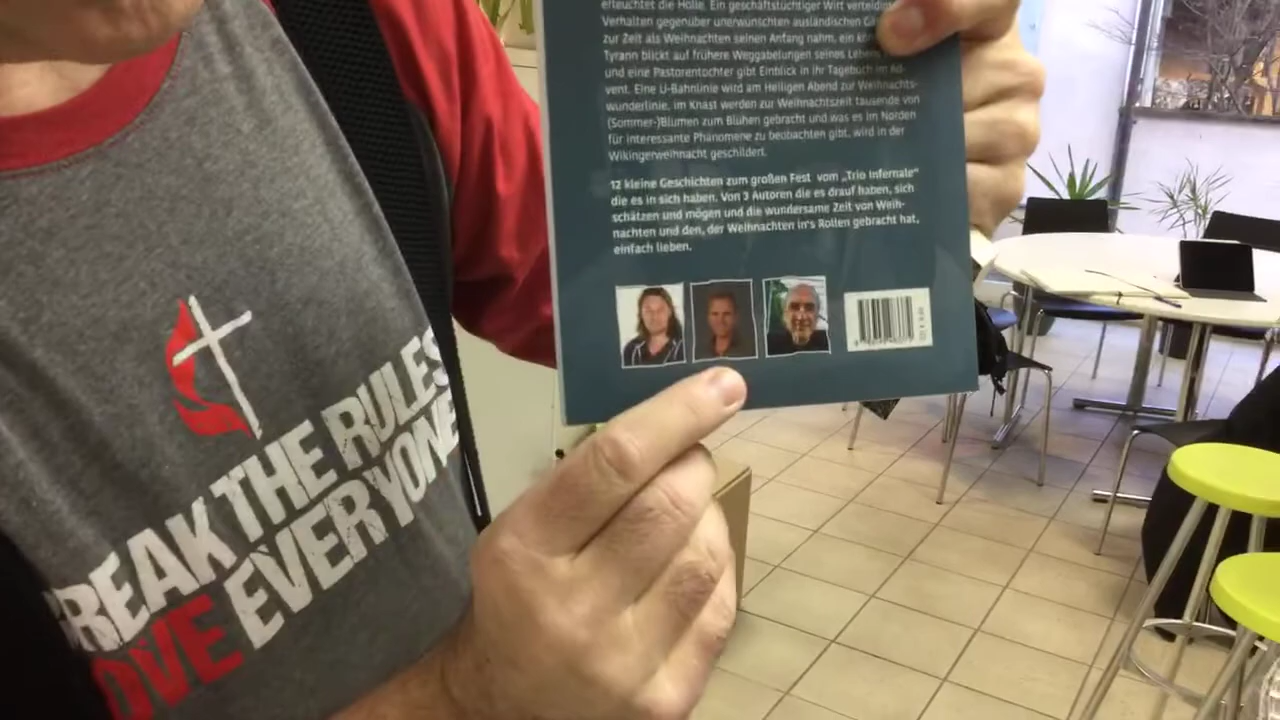 erleuchtet die Hölle. Ein geschäftstüchtiger Wirt verteidigt
Verhalten gegenüber unerwünschten ausländischen
zur Zeit als Weihnachten seinen Anfang nahm, ein
Tyrann blickt auf frühere Weggabelungen seines
und eine Pastorentochter gibt Einblick in ihr Tagebuch im Ad-
vent. Eine U-Bahnlinie wird am Heiligen Abend zur Weihnachts-
wunderlinie, im Knast werden zur Weihnachtszeit tausende von
(Sommer-)Blumen zum Blühen gebracht und was es im Norden
für interessante Phänomene zu beobachten gibt, wird in der
Wikingerweihnacht geschildert.
12 kleine Geschichten zum großen Fest vom „Trio Infernale"
die es in sich haben. Von 3 Autoren die es drauf haben, sich
schätzen und mögen und die wundersame Zeit von Weih-
nachten und den, der Weihnachten in's Rollen gebracht hat,
einfach lieben.
BREAK THE RULES
LOVE EVERYONE